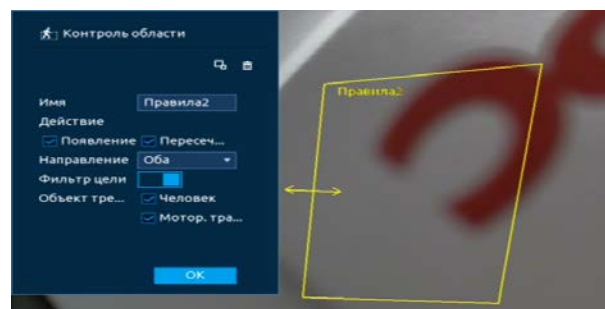 Контроль области
Имя Правила2
Действие
Появление Пересеч...
Направление Оба
Фильтр цели
Объект тре... Человек
Мотор. тра...
OK
Правила2